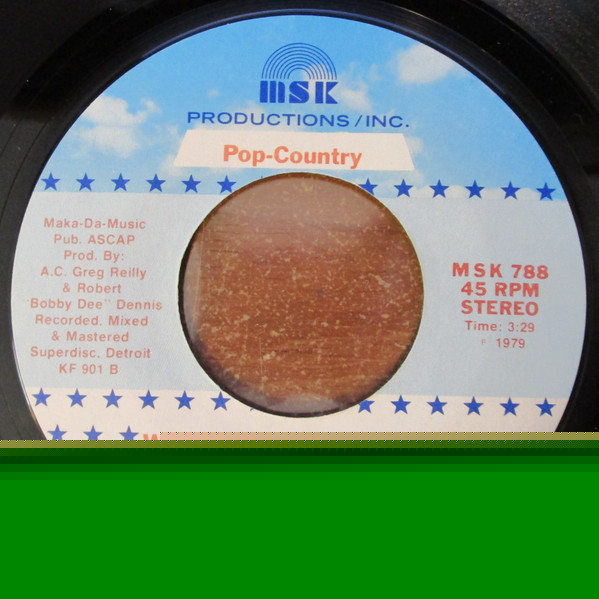 msk
PRODUCTIONS/INC.
Pop-Country
Maka-Da-Music
Pub. ASCAP
Prod. By:
A.C. Greg Reilly
& Robert
"Bobby Dee" Dennis
Recorded. Mixed
& Mastered
Superdisc, Detroit
KF 901 B
MSK 788
45 RPM
STEREO
Time: 3:29
℗ 1979